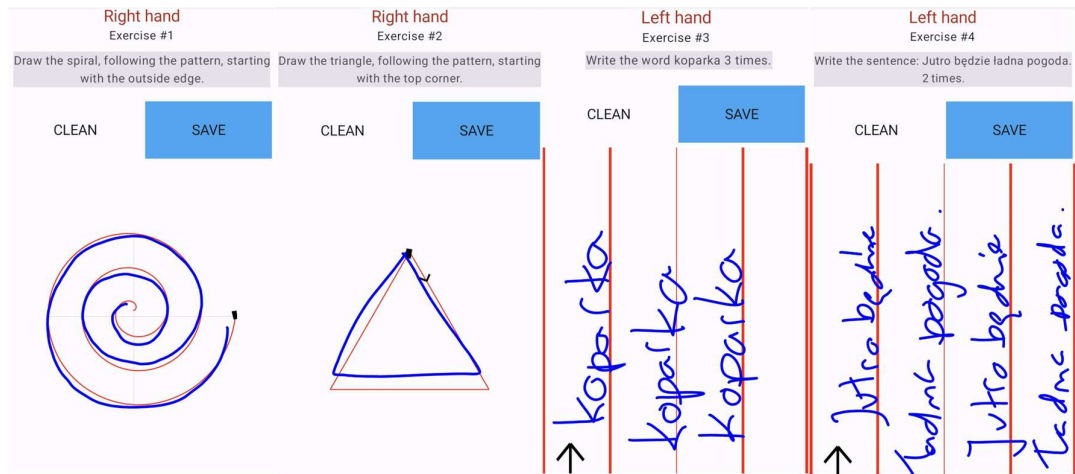 Right hand
Exercise #1
Draw the spiral, following the pattern, starting
with the outside edge.
CLEAN
SAVE
Right hand
Exercise #2
Draw the triangle, following the pattern, starting
with the top corner.
CLEAN
SAVE
Left hand
Exercise #3
Write the word koparka 3 times.
CLEAN
SAVE
koparka
koparka
koparka
Left hand
Exercise #4
Write the sentence: Jutro będzie ładna pogoda.
2 times.
CLEAN
SAVE
Jutro będzie
ładna pogoda.
Jutro będzie
ładna pogoda.